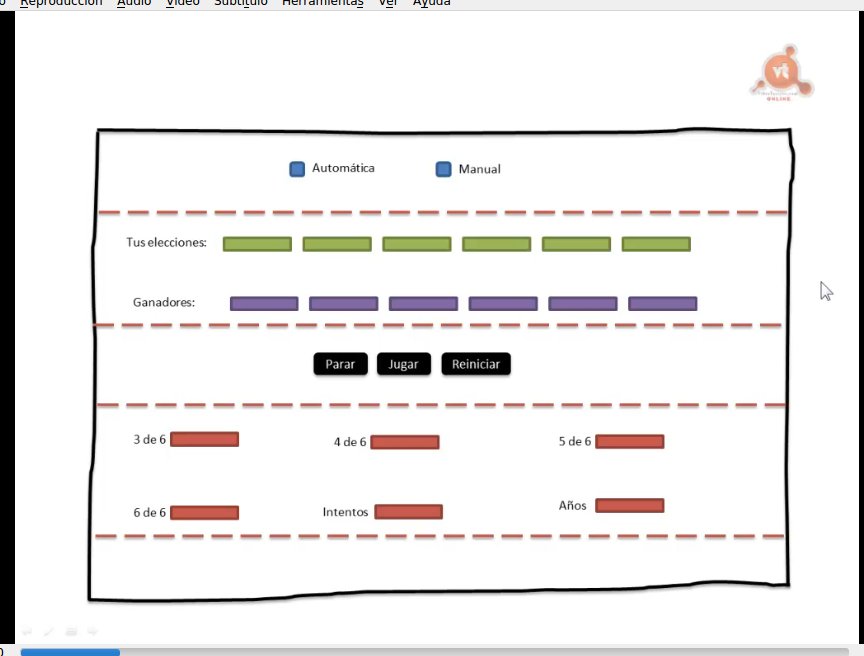 Reproducción Audio Video Subtítulo Herramientas Ver Ayuda
vt
ONLINE
Automática Manual
Tus elecciones:
Ganadores:
Parar Jugar Reiniciar
3 de 6 4 de 6 5 de 6
6 de 6 Intentos Años